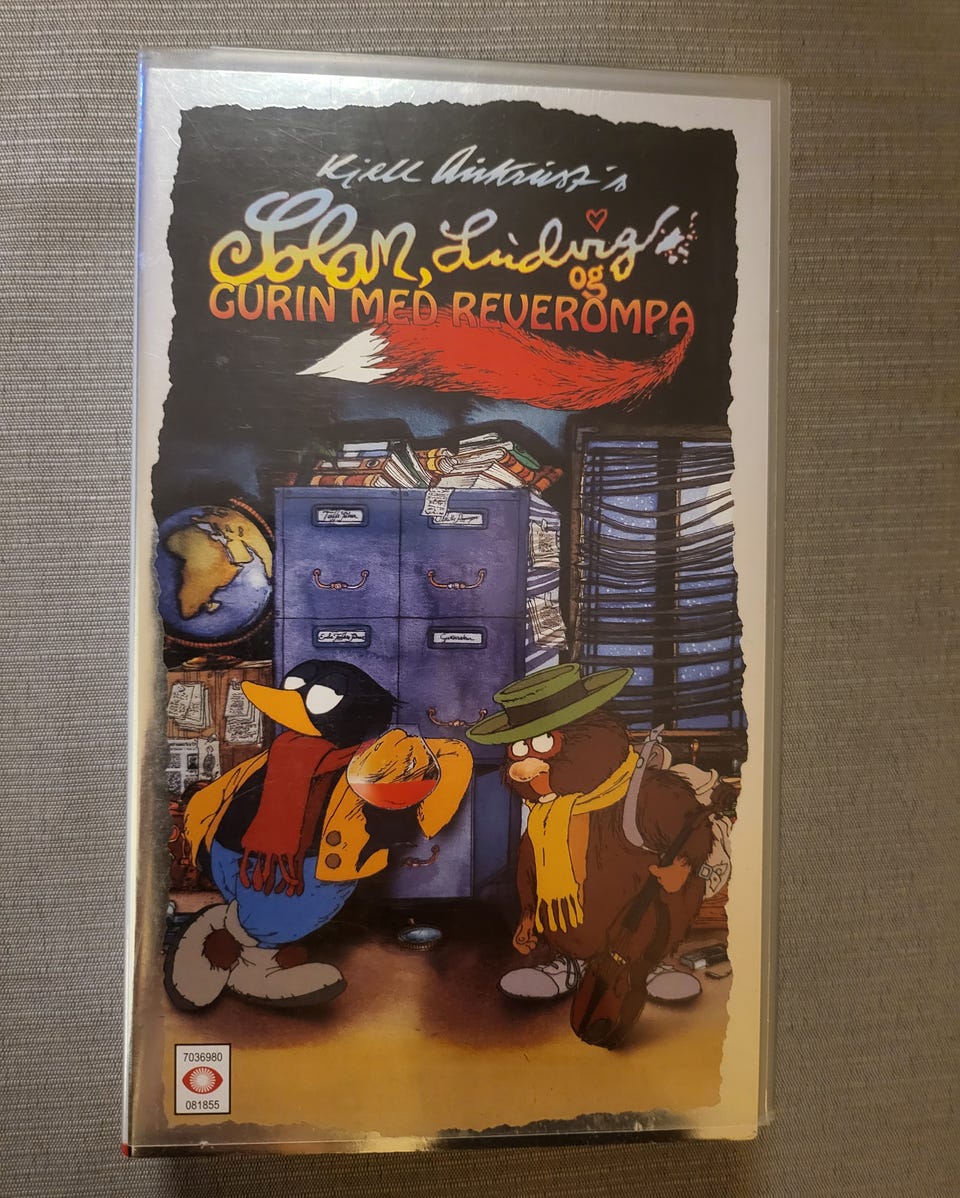 Kjell Aukrust's
Solan, Ludvig
og
GURIN MED REVEROMPA
7036980
081855